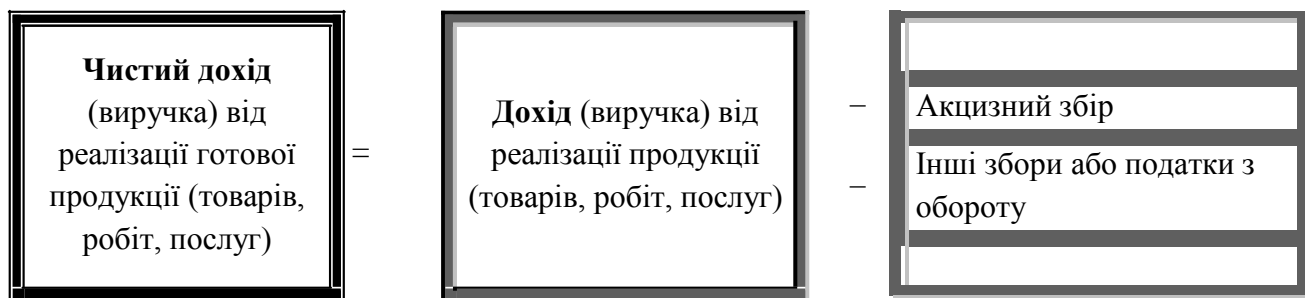 Чистий дохід
(виручка) від
реалізації готової
продукції (товарів,
робіт, послуг)
=
Дохід (виручка) від
реалізації продукції
(товарів, робіт, послуг)
–
Акцизний збір
–
Інші збори або податки з
обороту